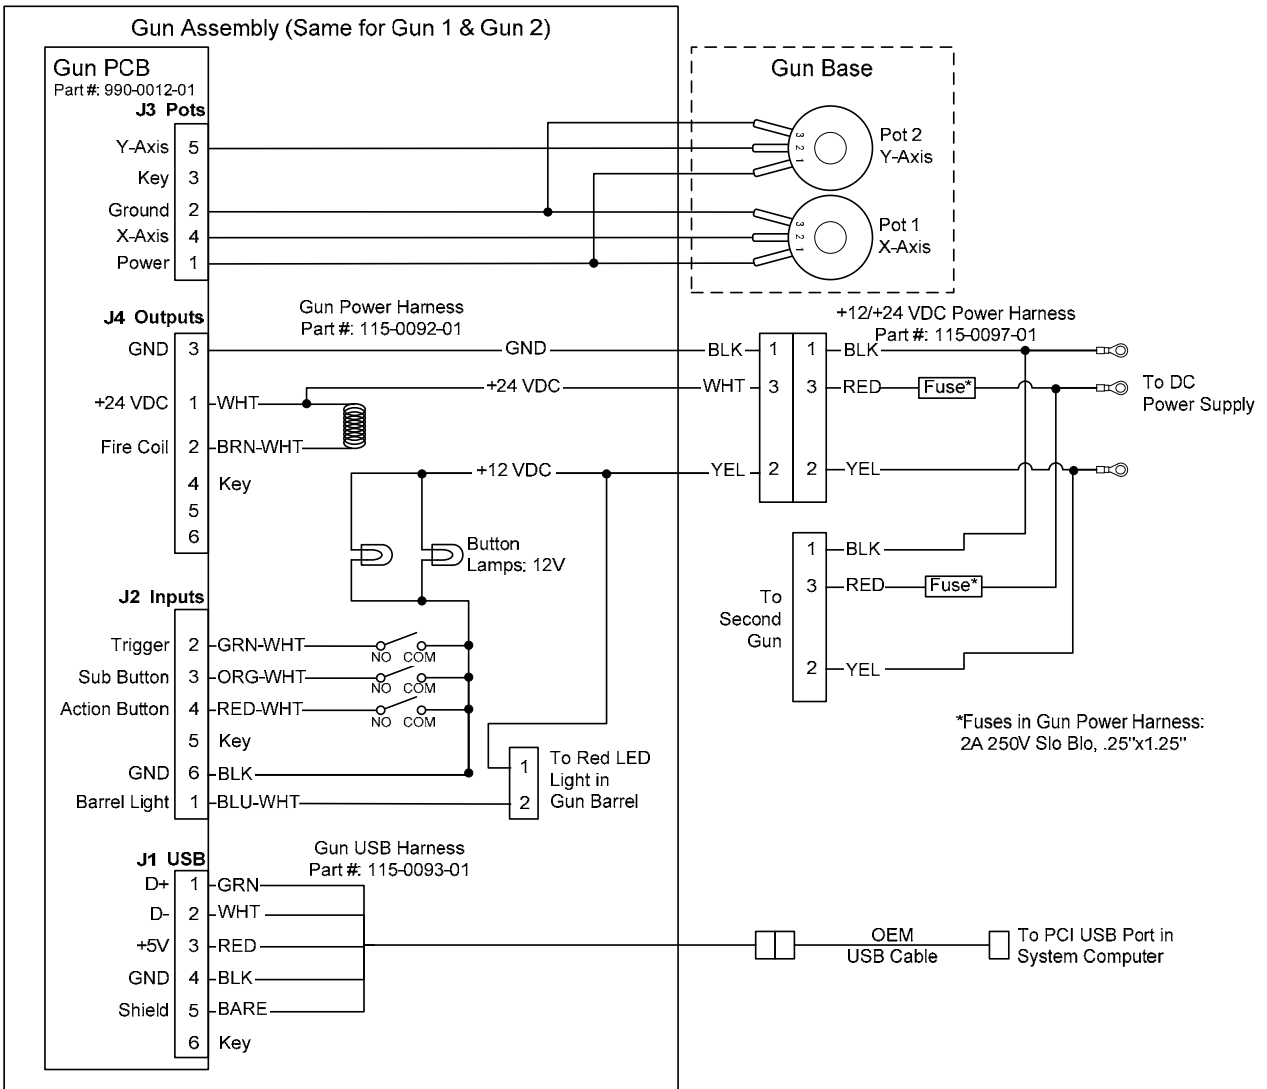 Gun Assembly (Same for Gun 1 & Gun 2)
Gun PCB
Part #: 990-0012-01
J3 Pots
Y-Axis 5
Key 3
Ground 2
X-Axis 4
Power 1
Gun Base
3
2
1
Pot 2
Y-Axis
3
2
1
Pot 1
X-Axis
J4 Outputs
Gun Power Harness
Part #: 115-0092-01
+12/+24 VDC Power Harness
Part #: 115-0097-01
GND 3 GND BLK 1 1 BLK
+24 VDC WHT 3 3 RED Fuse*
To DC
Power Supply
+24 VDC 1 WHT
Fire Coil 2 BRN-WHT
+12 VDC YEL 2 2 YEL
4 Key
5
6
Button
Lamps: 12V
1 BLK
3 RED Fuse*
To
Second
Gun
2 YEL
J2 Inputs
Trigger 2 GRN-WHT
NO COM
Sub Button 3 ORG-WHT
NO COM
Action Button 4 RED-WHT
NO COM
5 Key
GND 6 BLK
Barrel Light 1 BLU-WHT
1
2
To Red LED
Light in
Gun Barrel
*Fuses in Gun Power Harness:
2A 250V Slo Blo, .25"x1.25"
J1 USB
Gun USB Harness
Part #: 115-0093-01
D+ 1 GRN
D- 2 WHT
+5V 3 RED
GND 4 BLK
Shield 5 BARE
6 Key
OEM
USB Cable
To PCI USB Port in
System Computer